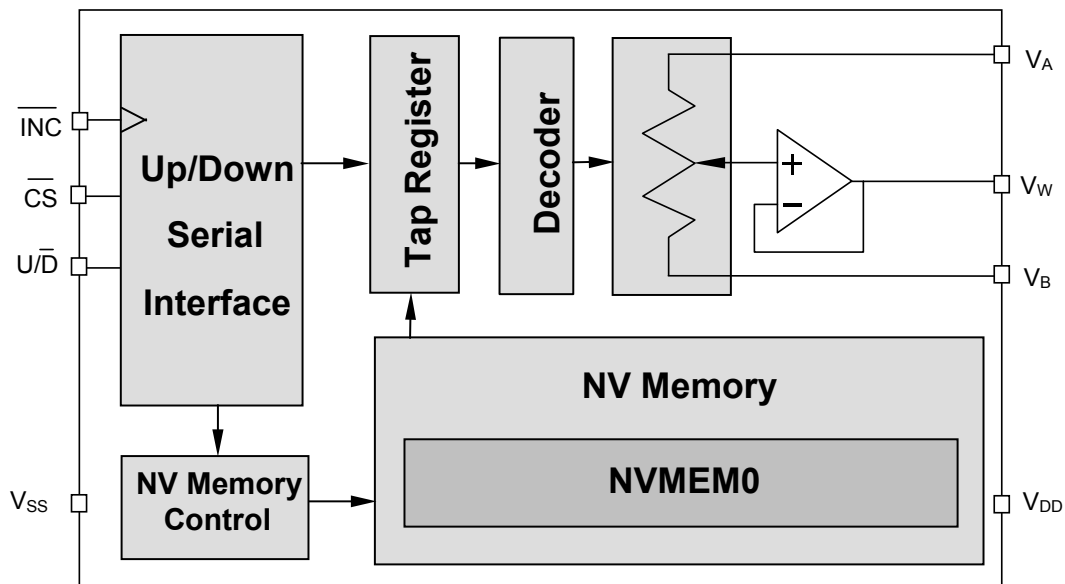 INC
CS
U/D
Up/Down
Serial
Interface
Tap Register
Decoder
+
−
V_A
V_W
V_B
NV Memory
NVMEM0
NV Memory
Control
V_SS
V_DD